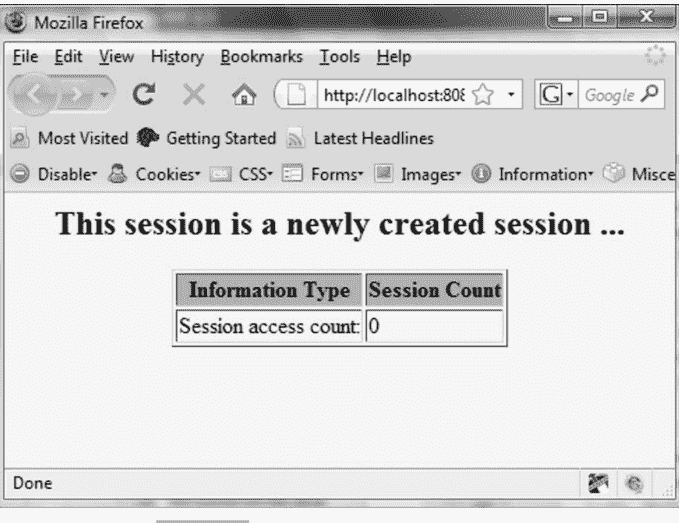 Mozilla Firefox
File Edit View History Bookmarks Tools Help
http://localhost:808 G Google
Most Visited Getting Started Latest Headlines
Disable Cookies CSS Forms Images Information Misce
This session is a newly created session ...
Information Type Session Count
Session access count: 0
Done